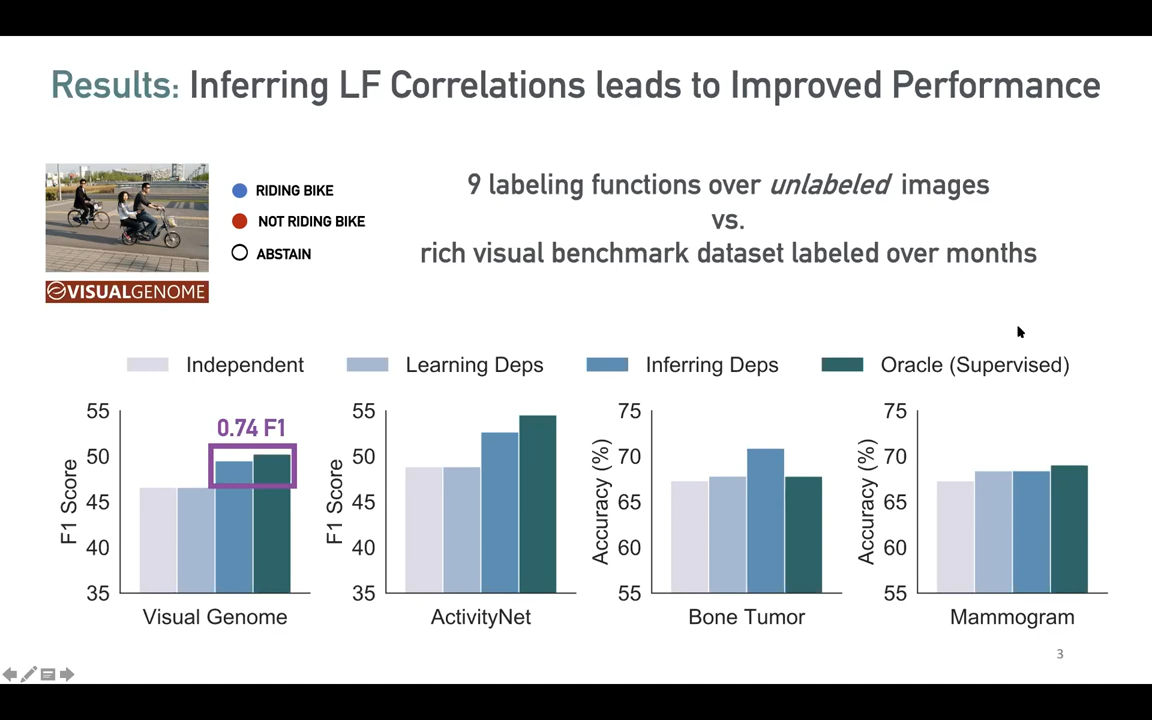 Results: Inferring LF Correlations leads to Improved Performance
RIDING BIKE
NOT RIDING BIKE
ABSTAIN
VISUALGENOME
9 labeling functions over unlabeled images
vs.
rich visual benchmark dataset labeled over months
Independent Learning Deps Inferring Deps Oracle (Supervised)
55
50
45
40
35
F1 Score
0.74 F1
Visual Genome
55
50
45
40
35
F1 Score
ActivityNet
75
70
65
60
55
Accuracy (%)
Bone Tumor
75
70
65
60
55
Accuracy (%)
Mammogram
3